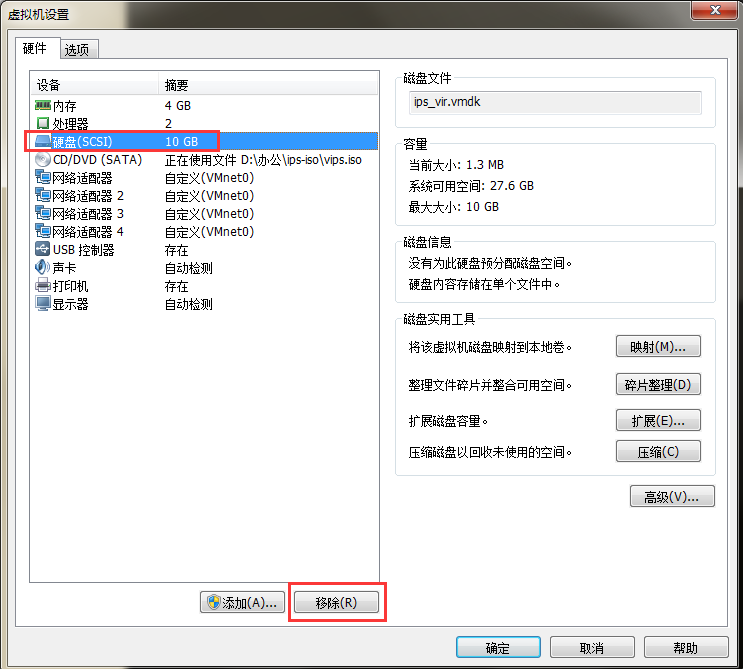 虚拟机设置
硬件 选项
设备 摘要
内存 4 GB
处理器 2
硬盘(SCSI) 10 GB
CD/DVD (SATA) 正在使用文件 D:\办公\ips-iso\vips.iso
网络适配器 自定义(VMnet0)
网络适配器 2 自定义(VMnet0)
网络适配器 3 自定义(VMnet0)
网络适配器 4 自定义(VMnet0)
USB 控制器 存在
声卡 自动检测
打印机 存在
显示器 自动检测
添加(A)... 移除(R)
磁盘文件
ips_vir.vmdk
容量
当前大小: 1.3 MB
系统可用空间: 27.6 GB
最大大小: 10 GB
磁盘信息
没有为此硬盘预分配磁盘空间。
硬盘内容存储在单个文件中。
磁盘实用工具
将该虚拟机磁盘映射到本地卷。 映射(M)...
整理文件碎片并整合可用空间。 碎片整理(D)
扩展磁盘容量。 扩展(E)...
压缩磁盘以回收未使用的空间。 压缩(C)
高级(V)...
确定 取消 帮助